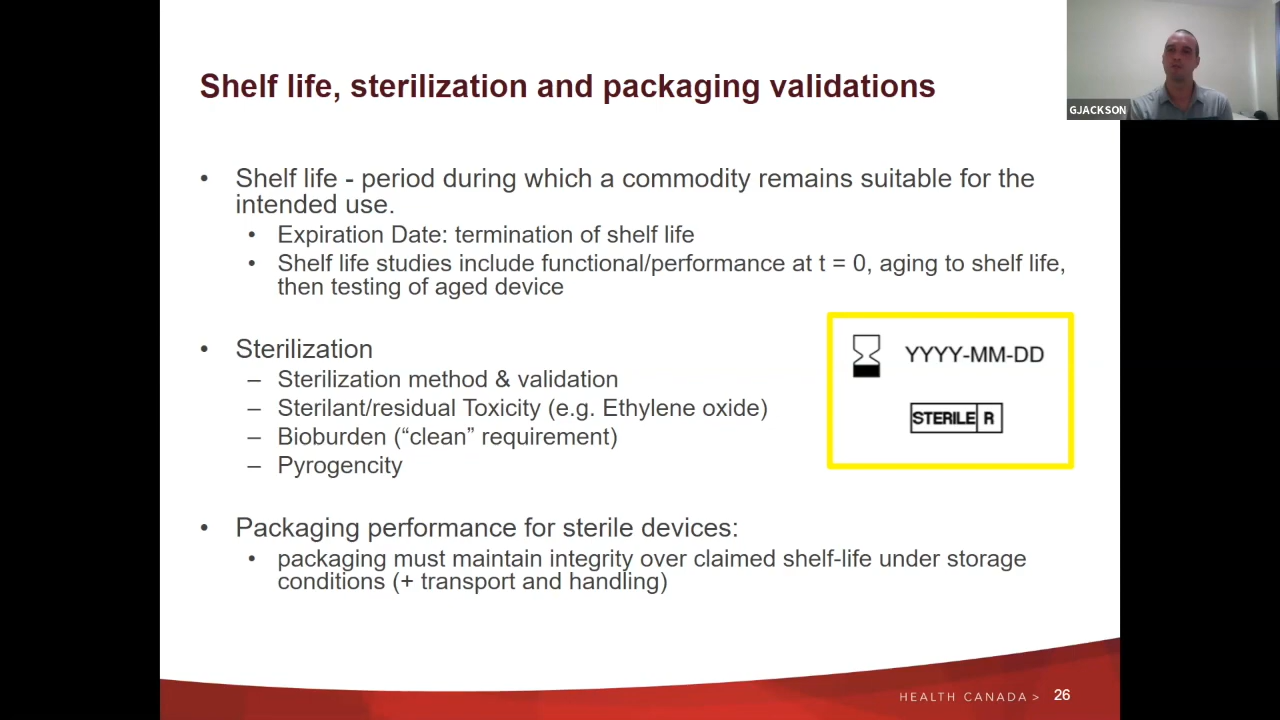 GJACKSON
Shelf life, sterilization and packaging validations
• Shelf life - period during which a commodity remains suitable for the
intended use.
• Expiration Date: termination of shelf life
• Shelf life studies include functional/performance at t = 0, aging to shelf life,
then testing of aged device
• Sterilization
– Sterilization method & validation
– Sterilant/residual Toxicity (e.g. Ethylene oxide)
– Bioburden (“clean” requirement)
– Pyrogencity
YYYY-MM-DD
STERILE R
• Packaging performance for sterile devices:
• packaging must maintain integrity over claimed shelf-life under storage
conditions (+ transport and handling)
HEALTH CANADA > 26